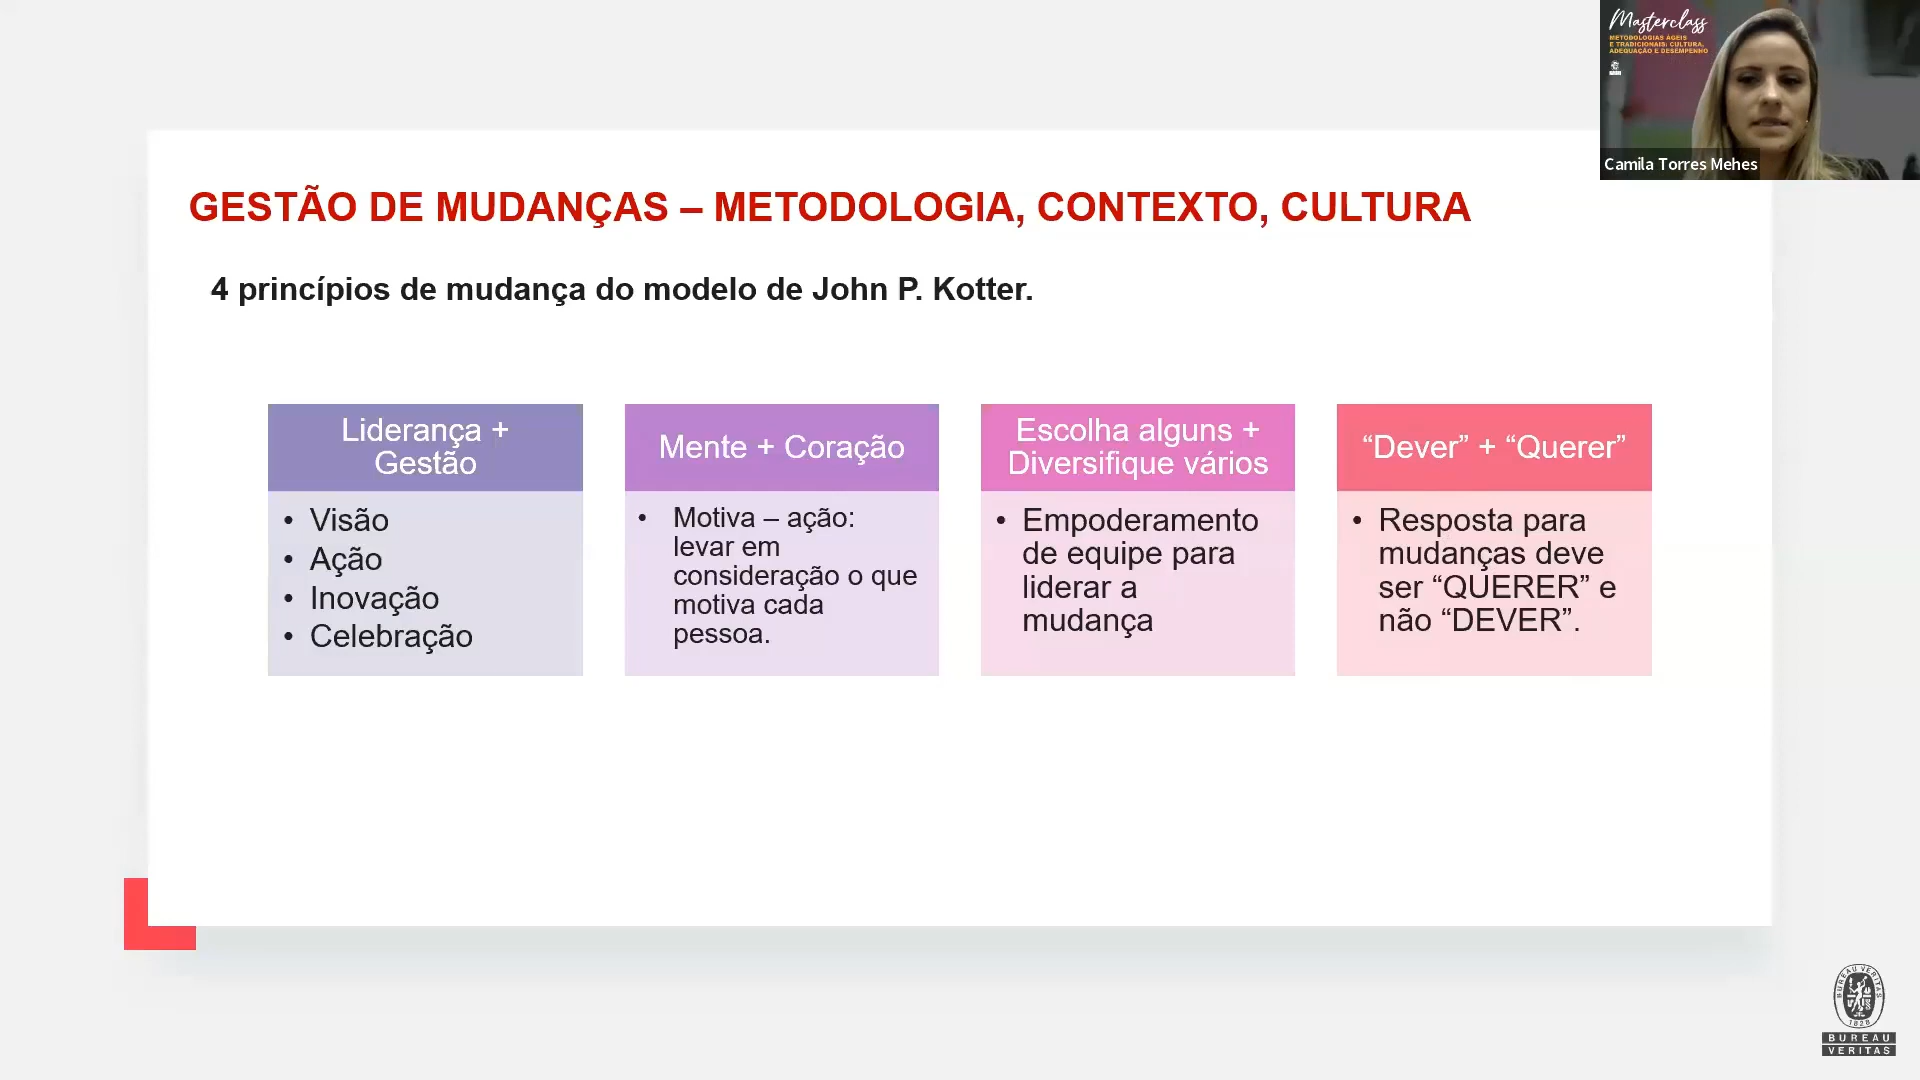 Masterclass
METODOLOGIAS ÁGEIS
E TRADICIONAIS: CULTURA,
ADEQUAÇÃO E DESEMPENHO
Camila Torres Mehes
GESTÃO DE MUDANÇAS – METODOLOGIA, CONTEXTO, CULTURA
4 princípios de mudança do modelo de John P. Kotter.
Liderança +
Gestão
• Visão
• Ação
• Inovação
• Celebração
Mente + Coração
• Motiva – ação:
levar em
consideração o que
motiva cada
pessoa.
Escolha alguns +
Diversifique vários
• Empoderamento
de equipe para
liderar a
mudança
“Dever” + “Querer”
• Resposta para
mudanças deve
ser “QUERER” e
não “DEVER”.
BUREAU VERITAS
1828
BUREAU
VERITAS